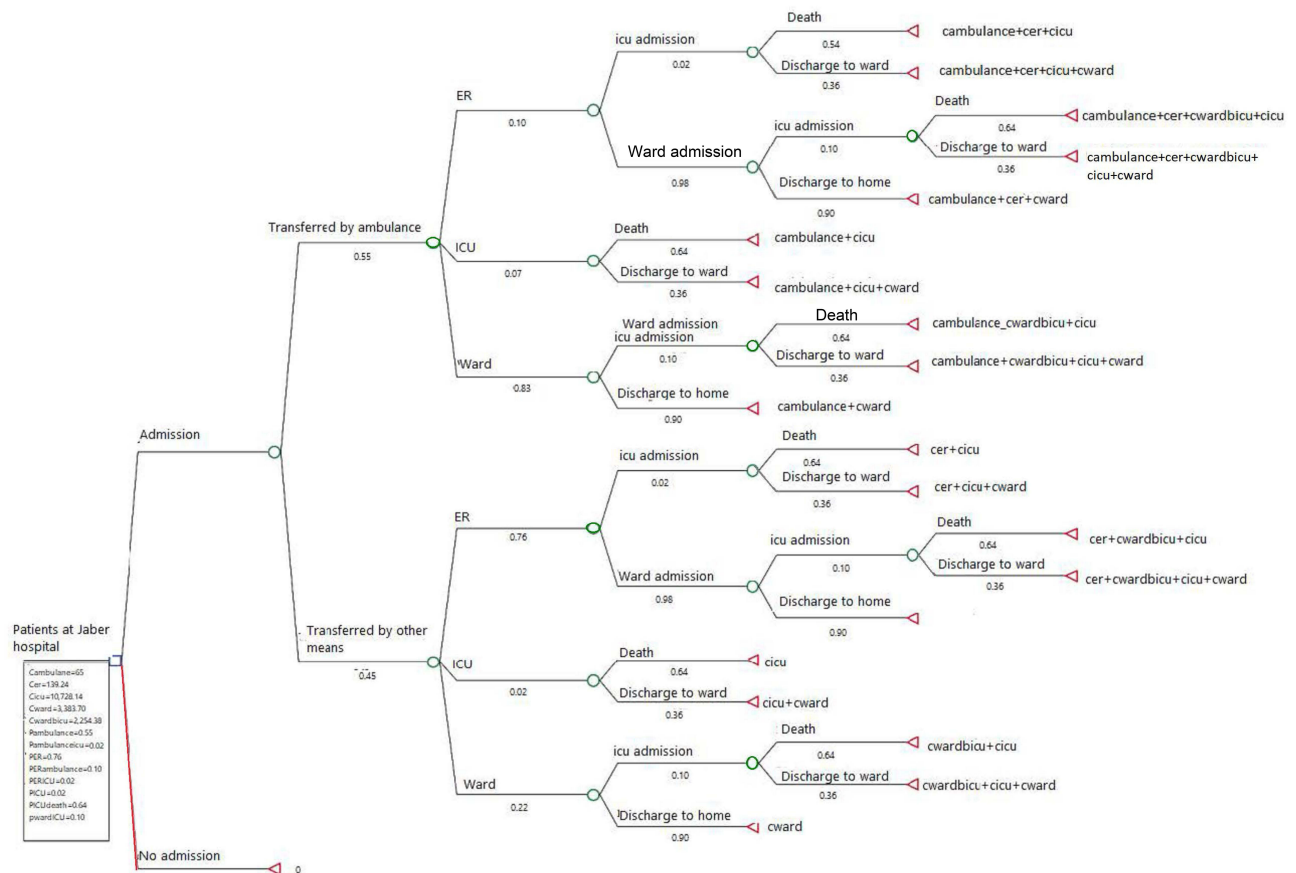 Death
0.54
cambulance+cer+cicu
icu admission
0.02
Discharge to ward
0.36
cambulance+cer+cicu+cward
ER
0.10
Death
0.64
cambulance+cer+cwardbicu+cicu
icu admission
0.10
Discharge to ward
0.36
cambulance+cer+cwardbicu+
cicu+cward
Ward admission
0.98
Discharge to home
0.90
cambulance+cer+cward
Transferred by ambulance
0.55
ICU
0.07
Death
0.64
cambulance+cicu
Discharge to ward
0.36
cambulance+cicu+cward
Ward
0.83
Ward admission
icu admission
0.10
Death
0.64
cambulance_cwardbicu+cicu
Discharge to ward
0.36
cambulance+cwardbicu+cicu+cward
Discharge to home
0.90
cambulance+cward
Admission
ER
0.76
icu admission
0.02
Death
0.64
cer+cicu
Discharge to ward
0.36
cer+cicu+cward
Ward admission
0.98
icu admission
0.10
Death
0.64
cer+cwardbicu+cicu
Discharge to ward
0.36
cer+cwardbicu+cicu+cward
Discharge to home
0.90
Transferred by other
means
0.45
ICU
0.02
Death
0.64
cicu
Discharge to ward
0.36
cicu+cward
Ward
0.22
icu admission
0.10
Death
0.64
cwardbicu+cicu
Discharge to ward
0.36
cwardbicu+cicu+cward
Discharge to home
0.90
cward
Patients at Jaber
hospital
Cambulane=65
Cer=139.24
Cicu=10,728.14
Cward=3,383.70
Cwardbicu=2,254.38
Pambulance=0.55
Pambulanceicu=0.02
PER=0.76
PERambulance=0.10
PERICU=0.02
PICU=0.02
PICUdeath=0.64
pwardICU=0.10
No admission
0